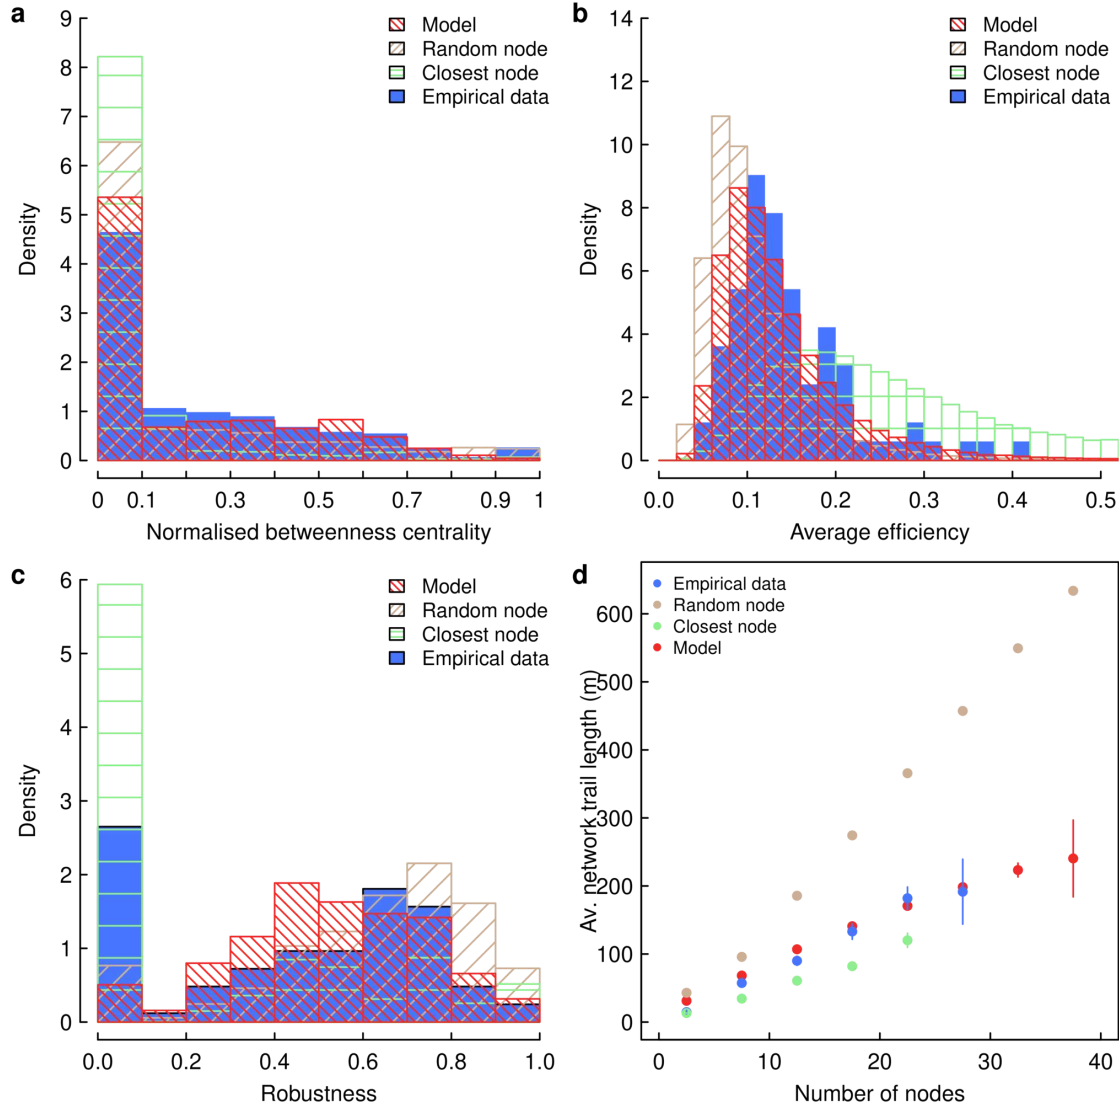 a
9
8
7
6
5
4
3
2
1
0
Density
Model
Random node
Closest node
Empirical data
0 0.1 0.3 0.5 0.7 0.9 1
Normalised betweenness centrality
b
14
12
10
8
6
4
2
0
Density
Model
Random node
Closest node
Empirical data
0.0 0.1 0.2 0.3 0.4 0.5
Average efficiency
c
6
5
4
3
2
1
0
Density
Model
Random node
Closest node
Empirical data
0.0 0.2 0.4 0.6 0.8 1.0
Robustness
d
Empirical data
Random node
Closest node
Model
600
500
400
300
200
100
0
Av. network trail length (m)
0 10 20 30 40
Number of nodes